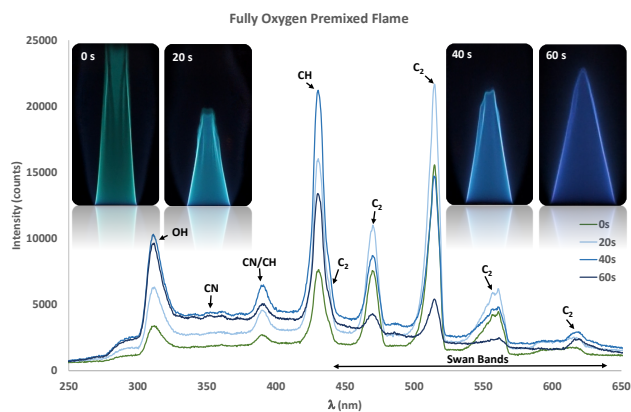 Fully Oxygen Premixed Flame
25000
20000
15000
10000
5000
0
Intensity (counts)
0 s
20 s
40 s
60 s
OH
CN
CN/CH
CH
C₂
C₂
C₂
C₂
C₂
0s
20s
40s
60s
Swan Bands
250
300
350
400
450
500
550
600
650
λ (nm)